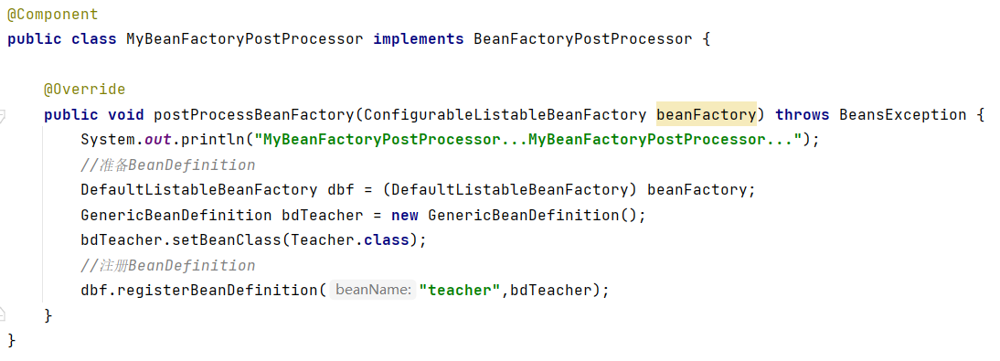 @Component
public class MyBeanFactoryPostProcessor implements BeanFactoryPostProcessor {
@Override
public void postProcessBeanFactory(ConfigurableListableBeanFactory beanFactory) throws BeansException {
System.out.println("MyBeanFactoryPostProcessor...MyBeanFactoryPostProcessor...");
//准备BeanDefinition
DefaultListableBeanFactory dbf = (DefaultListableBeanFactory) beanFactory;
GenericBeanDefinition bdTeacher = new GenericBeanDefinition();
bdTeacher.setBeanClass(Teacher.class);
//注册BeanDefinition
dbf.registerBeanDefinition( beanName: "teacher",bdTeacher);
}
}